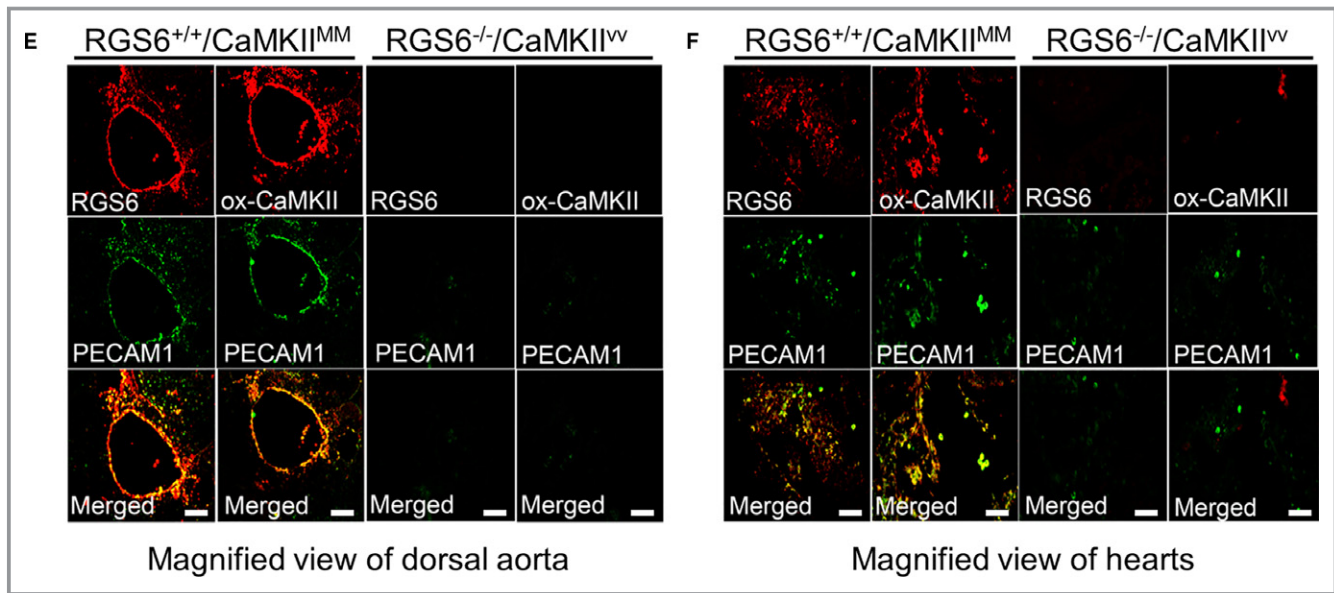 E RGS6+/+/CaMKIIMM RGS6-/-/CaMKIIvv F RGS6+/+/CaMKIIMM RGS6-/-/CaMKIIvv
RGS6 ox-CaMKII RGS6 ox-CaMKII RGS6 ox-CaMKII RGS6 ox-CaMKII
PECAM1 PECAM1 PECAM1 PECAM1 PECAM1 PECAM1 PECAM1 PECAM1
Merged Merged Merged Merged Merged Merged Merged Merged
Magnified view of dorsal aorta Magnified view of hearts